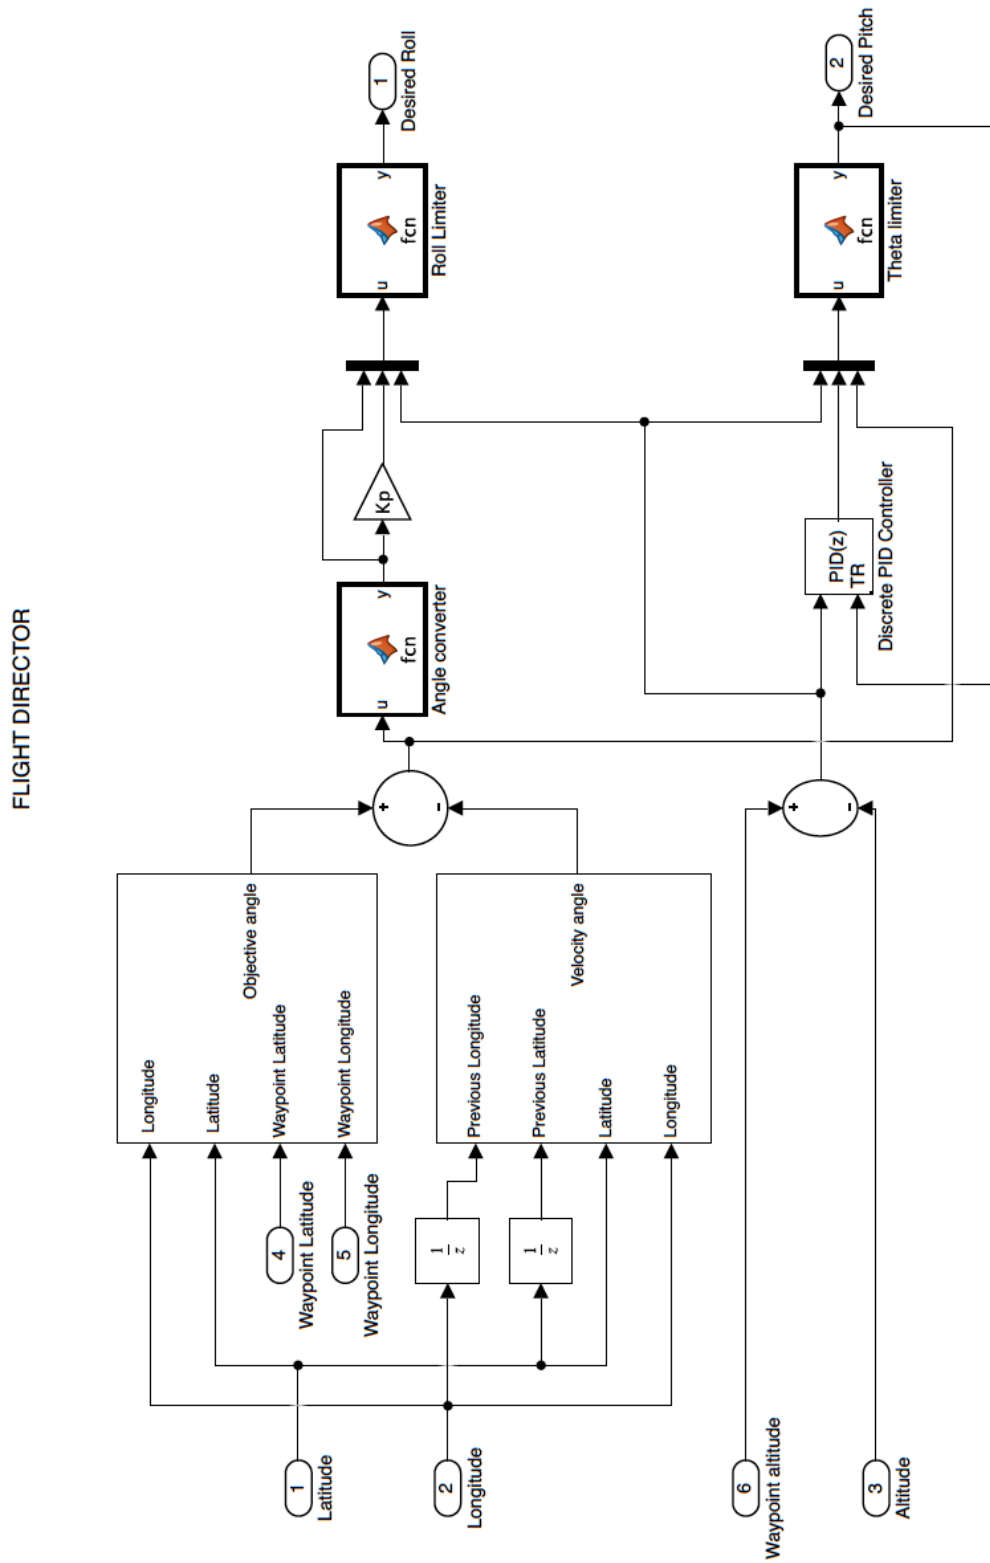 FLIGHT DIRECTOR
1
Latitude
2
Longitude
4
Waypoint Latitude
5
Waypoint Longitude
Longitude
Latitude
Waypoint Latitude
Waypoint Longitude
Objective angle
1
z
1
z
Previous Longitude
Previous Latitude
Latitude
Longitude
Velocity angle
+
-
u
fcn
y
Angle converter
Kp
u
fcn
y
Roll Limiter
1
Desired Roll
6
Waypoint altitude
3
Altitude
+
-
PID(z)
TR
Discrete PID Controller
u
fcn
y
Theta limiter
2
Desired Pitch